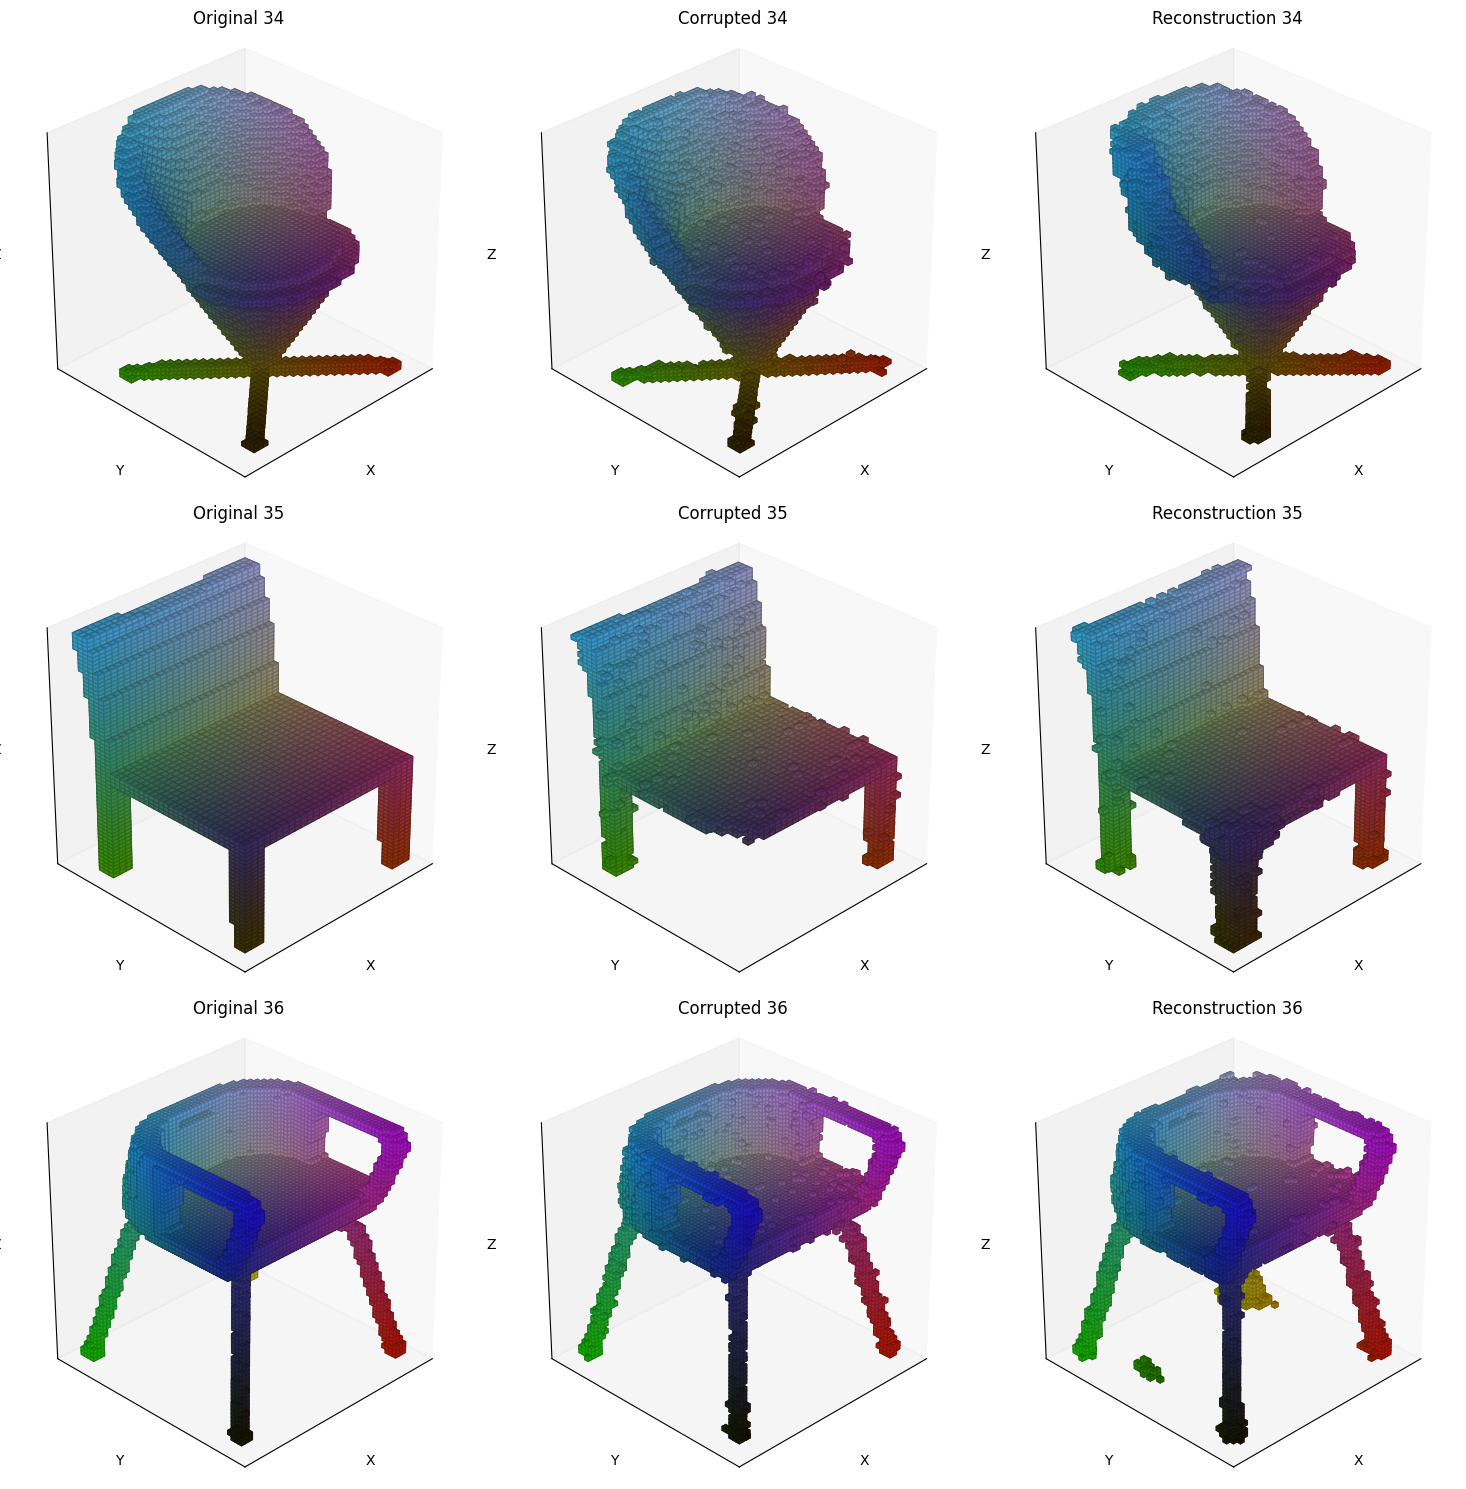 Original 34 Corrupted 34 Reconstruction 34
Z Z
Y X Y X Y X
Original 35 Corrupted 35 Reconstruction 35
Z Z
Y X Y X Y X
Original 36 Corrupted 36 Reconstruction 36
Z Z
Y X Y X Y X